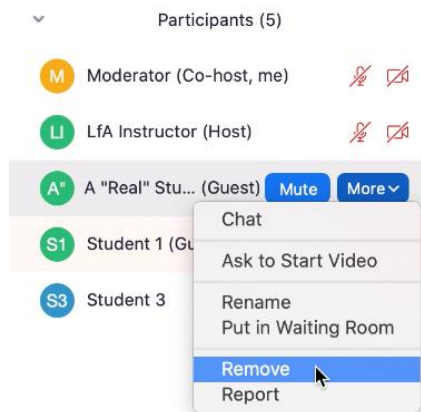 Participants (5)
M Moderator (Co-host, me)
LI LfA Instructor (Host)
A" A "Real" Stu... (Guest) Mute More
Chat
S1 Student 1 (Gu
Ask to Start Video
S3 Student 3
Rename
Put in Waiting Room
Remove
Report